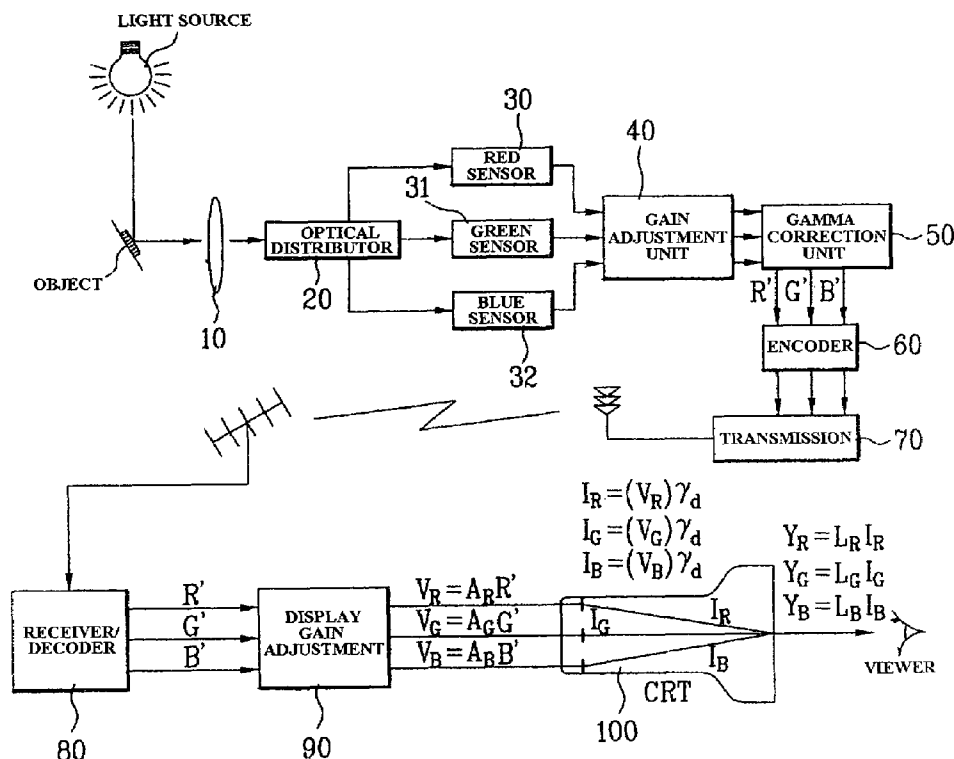 LIGHT SOURCE
OBJECT
10
OPTICAL
DISTRIBUTOR
20
30
RED
SENSOR
31
GREEN
SENSOR
BLUE
SENSOR
32
40
GAIN
ADJUSTMENT
UNIT
GAMMA
CORRECTION
UNIT
50
R' G' B'
ENCODER
60
TRANSMISSION
70
RECEIVER/
DECODER
80
R'
G'
B'
DISPLAY
GAIN
ADJUSTMENT
90
V_R=A_R R'
V_G=A_G G'
V_B=A_B B'
I_R=(V_R)γ_d
I_G=(V_G)γ_d
I_B=(V_B)γ_d
I_G
I_R
I_B
CRT
100
Y_R=L_R I_R
Y_G=L_G I_G
Y_B=L_B I_B
VIEWER